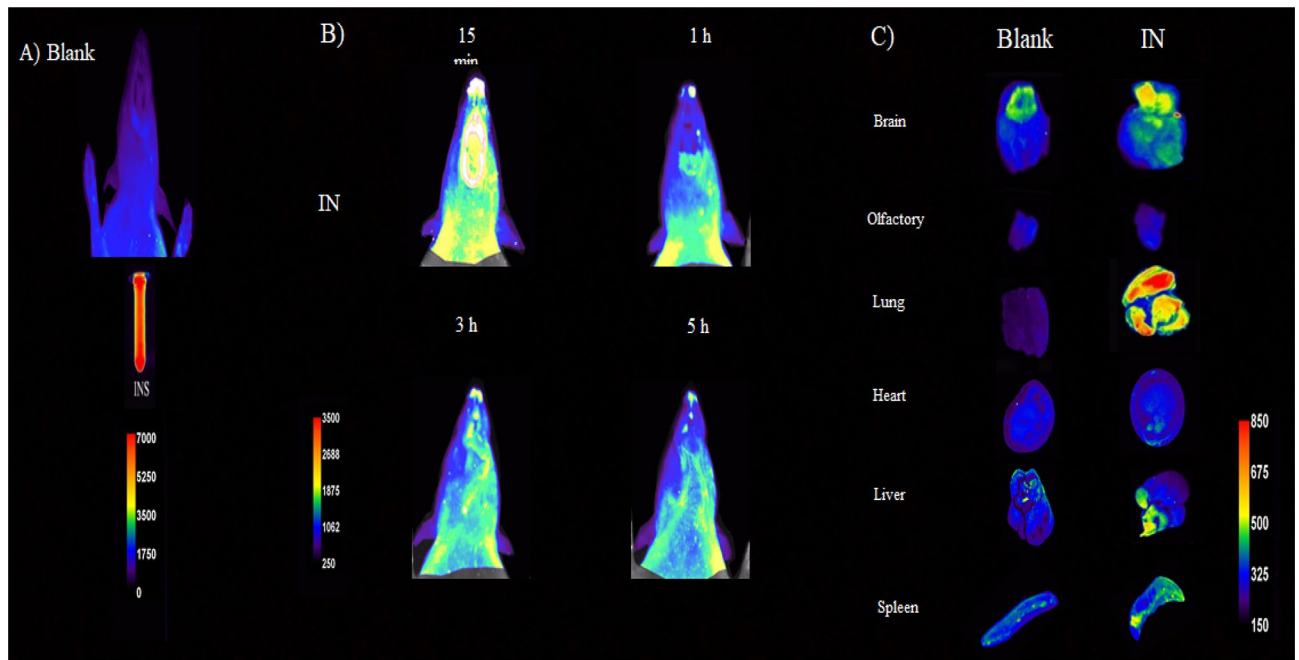 A) Blank
INS
7000
5250
3500
1750
0
B)
15
min
1 h
IN
3 h
5 h
3500
2688
1875
1062
250
C)
Blank
IN
Brain
Olfactory
Lung
Heart
Liver
Spleen
850
675
500
325
150